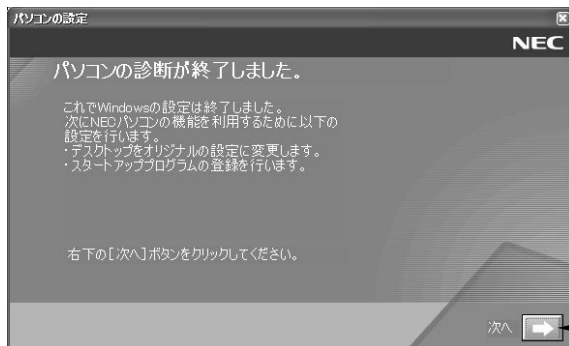 パソコンの設定
NEC
パソコンの診断が終了しました。
これでWindowsの設定は終了しました。
次にNECパソコンの機能を利用するために以下の
設定を行います。
・デスクトップをオリジナルの設定に変更します。
・スタートアッププログラムの登録を行います。
右下の[次へ]ボタンをクリックしてください。
次へ